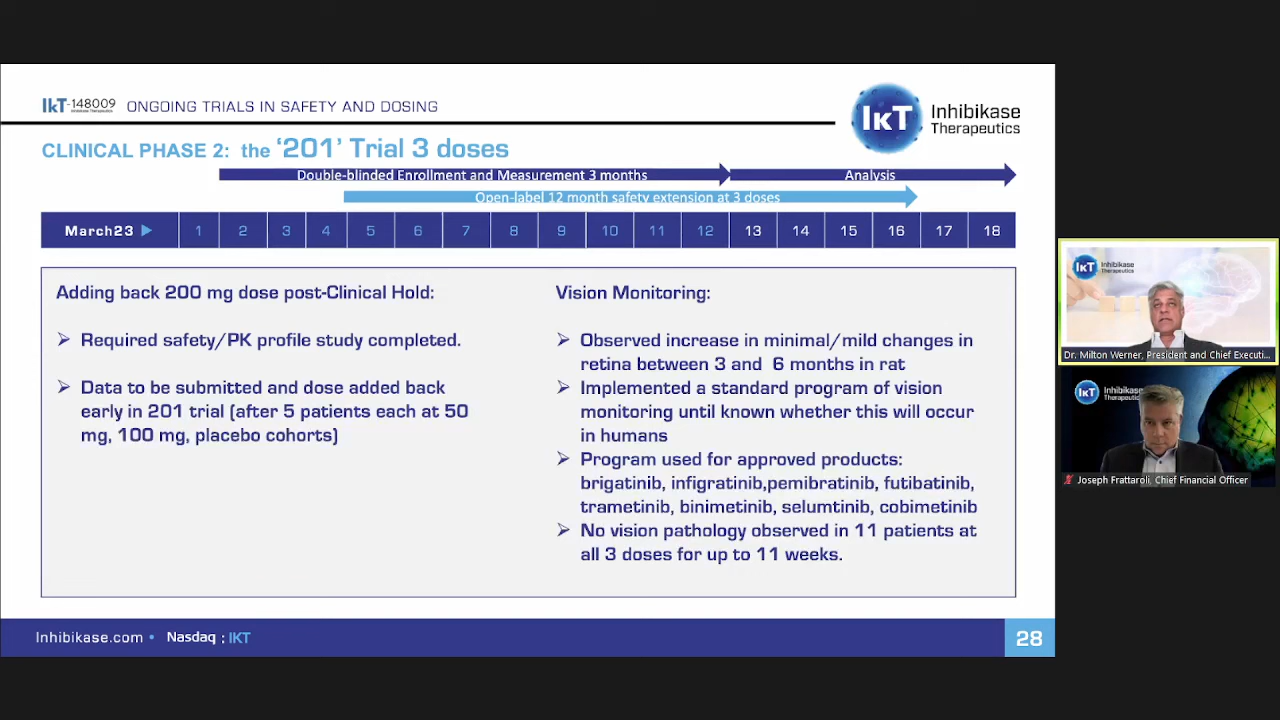 IkT-148009
Inhibikase Therapeutics
ONGOING TRIALS IN SAFETY AND DOSING
IkT
Inhibikase
Therapeutics
CLINICAL PHASE 2: the ‘201’ Trial 3 doses
Double-blinded Enrollment and Measurement 3 months
Analysis
Open-label 12 month safety extension at 3 doses
March23 1 2 3 4 5 6 7 8 9 10 11 12 13 14 15 16 17 18
Adding back 200 mg dose post-Clinical Hold:
Required safety/PK profile study completed.
Data to be submitted and dose added back
early in 201 trial (after 5 patients each at 50
mg, 100 mg, placebo cohorts)
Vision Monitoring:
Observed increase in minimal/mild changes in
retina between 3 and 6 months in rat
Implemented a standard program of vision
monitoring until known whether this will occur
in humans
Program used for approved products:
brigatinib, infigratinib,pemibratinib, futibatinib,
trametinib, binimetinib, selumtinib, cobimetinib
No vision pathology observed in 11 patients at
all 3 doses for up to 11 weeks.
Inhibikase.com • Nasdaq : IKT
28
IkT
Inhibikase
Therapeutics
Dr. Milton Werner, President and Chief Executi...
IkT
Inhibikase
Joseph Frattaroli, Chief Financial Officer